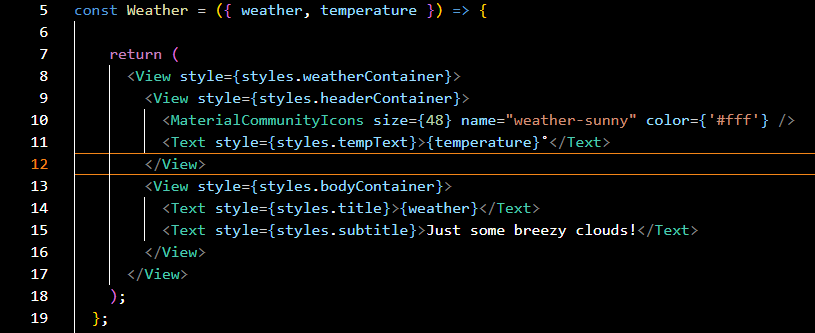 5 const Weather = ({ weather, temperature }) => {
6
7 return (
8 <View style={styles.weatherContainer}>
9 <View style={styles.headerContainer}>
10 <MaterialCommunityIcons size={48} name="weather-sunny" color={'#fff'} />
11 <Text style={styles.tempText}>{temperature}˚</Text>
12 </View>
13 <View style={styles.bodyContainer}>
14 <Text style={styles.title}>{weather}</Text>
15 <Text style={styles.subtitle}>Just some breezy clouds!</Text>
16 </View>
17 </View>
18 );
19 };